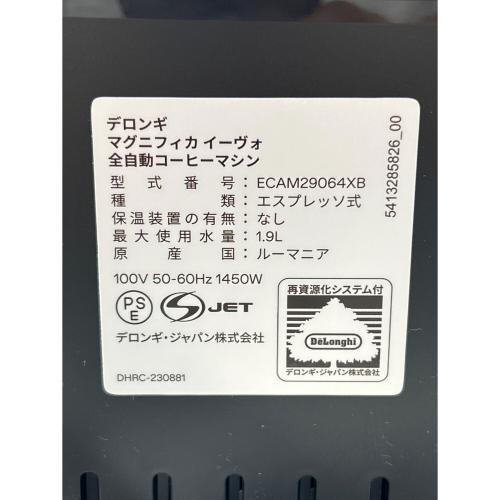 デロンギ
マグニフィカ イーヴォ
全自動コーヒーマシン
型式番号：ECAM29064XB
種類：エスプレッソ式
保温装置の有無：なし
最大使用水量：1.9L
原産国：ルーマニア
100V 50-60Hz 1450W
PSE
S JET
デロンギ・ジャパン株式会社
DHRC-230881
再資源化システム付
DeLonghi
デロンギ・ジャパン株式会社
5413285826_00